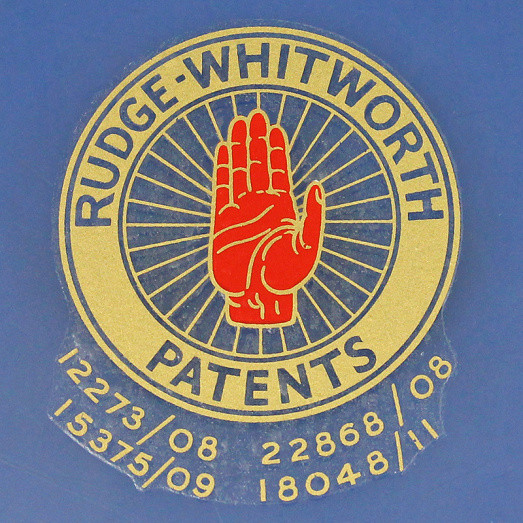 RUDGE-WHITWORTH
PATENTS
12273/08 22868/08
15375/09 18048/11